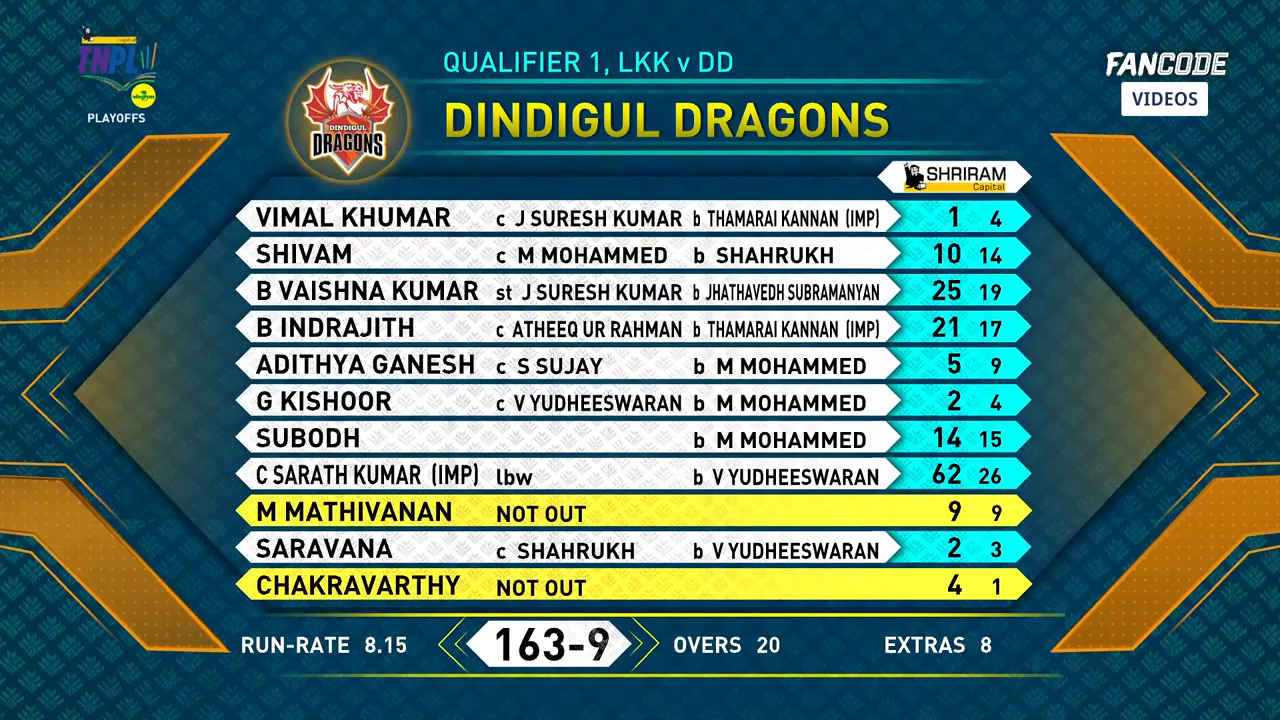 Capital
TNPL
PLAYOFFS
QUALIFIER 1, LKK v DD
DINDIGUL DRAGONS
DINDIGUL
DRAGONS
FANCODE
VIDEOS
SHRIRAM
Capital
VIMAL KHUMAR c J SURESH KUMAR b THAMARAI KANNAN (IMP) 1 4
SHIVAM c M MOHAMMED b SHAHRUKH 10 14
B VAISHNA KUMAR st J SURESH KUMAR b JHATHAVEDH SUBRAMANYAN 25 19
B INDRAJITH c ATHEEQ UR RAHMAN b THAMARAI KANNAN (IMP) 21 17
ADITHYA GANESH c S SUJAY b M MOHAMMED 5 9
G KISHOOR c V YUDHEESWARAN b M MOHAMMED 2 4
SUBODH b M MOHAMMED 14 15
C SARATH KUMAR (IMP) lbw b V YUDHEESWARAN 62 26
M MATHIVANAN NOT OUT 9 9
SARAVANA c SHAHRUKH b V YUDHEESWARAN 2 3
CHAKRAVARTHY NOT OUT 4 1
RUN-RATE 8.15 163-9 OVERS 20 EXTRAS 8